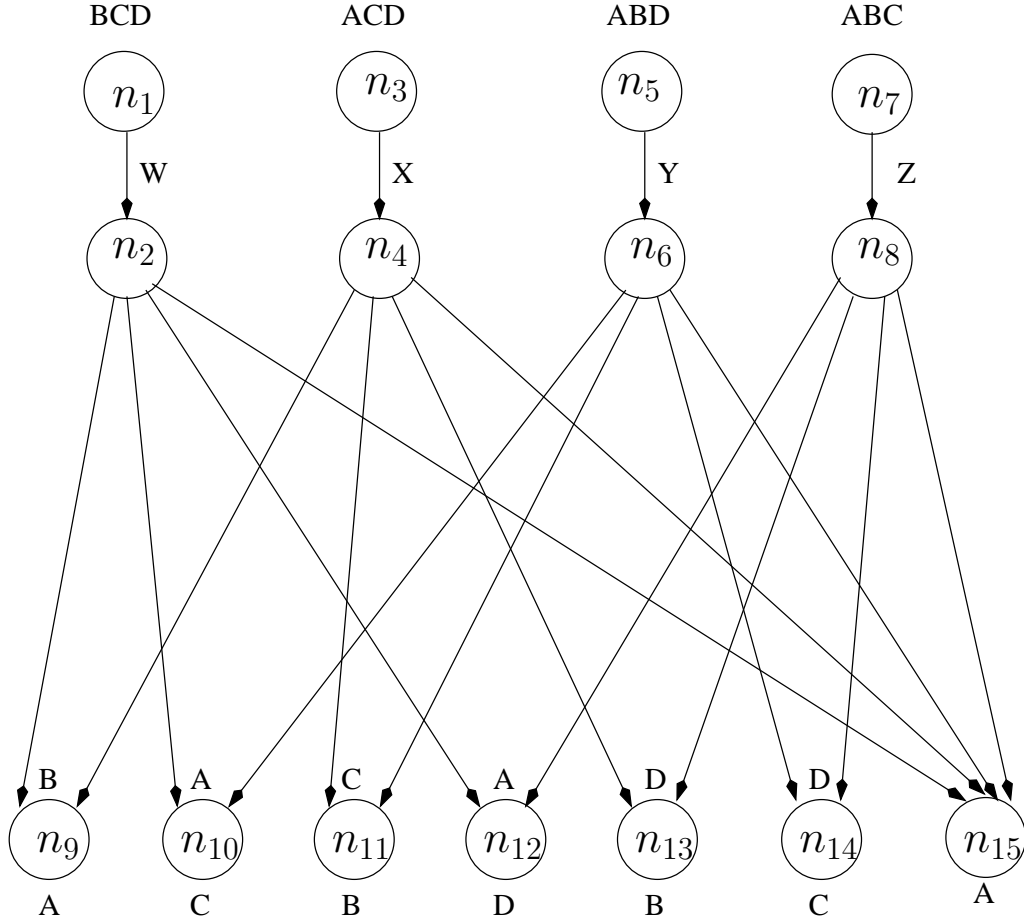 BCD ACD ABD ABC
n1 n3 n5 n7
W X Y Z
n2 n4 n6 n8
B A C A D D
n9 n10 n11 n12 n13 n14 n15
A C B D B C A